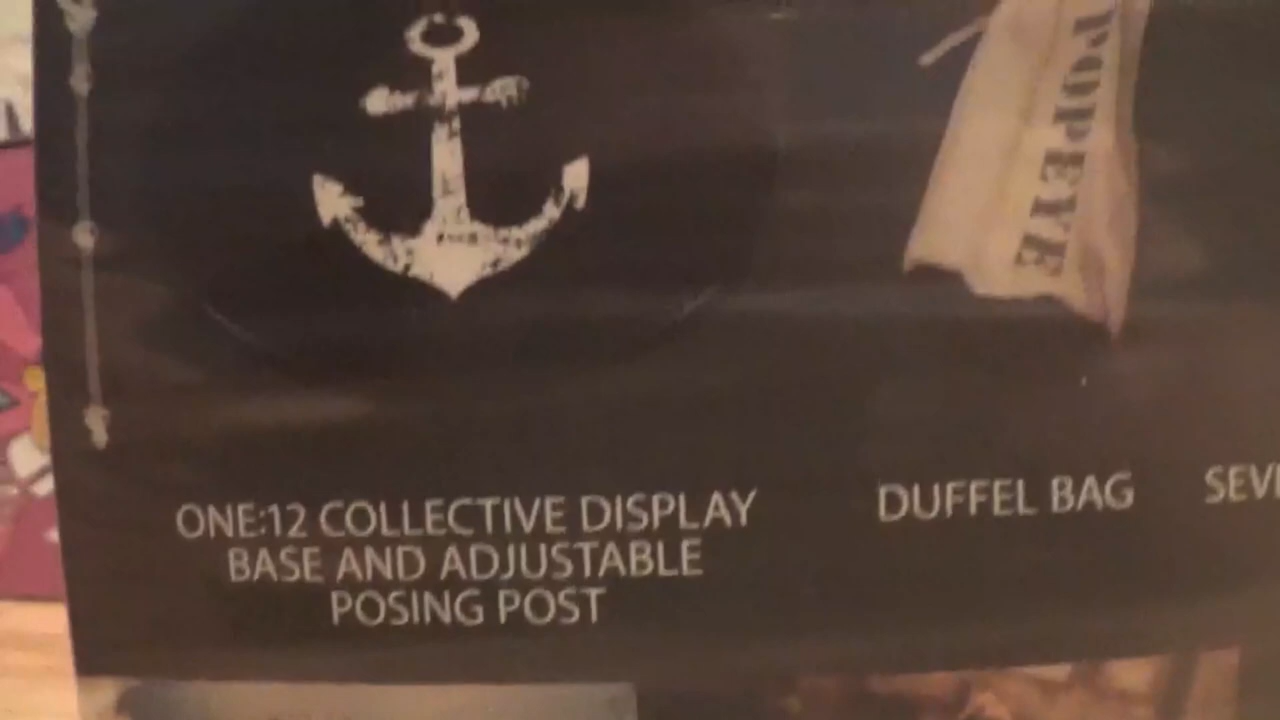 POPEYE
ONE:12 COLLECTIVE DISPLAY
BASE AND ADJUSTABLE
POSING POST
DUFFEL BAG